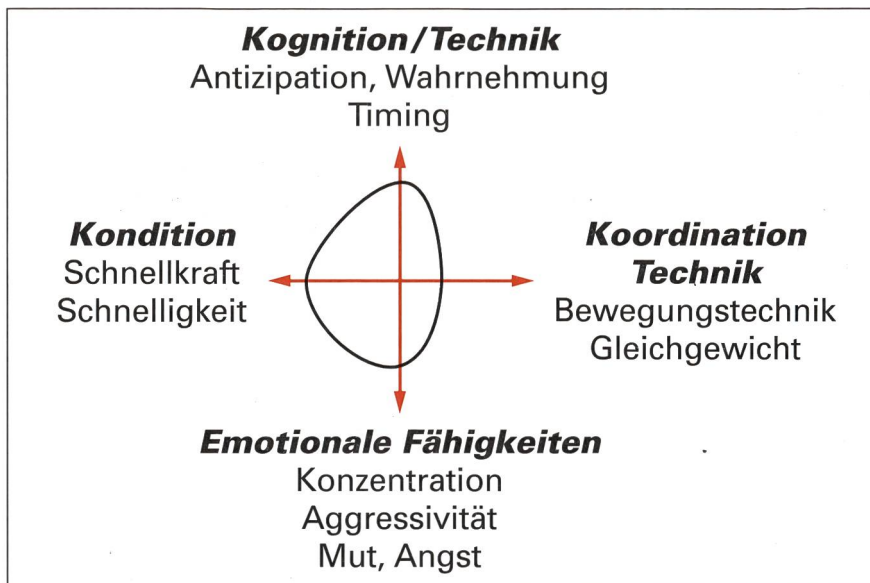 Kognition/Technik
Antizipation, Wahrnehmung
Timing
Kondition
Schnellkraft
Schnelligkeit
Koordination
Technik
Bewegungstechnik
Gleichgewicht
Emotionale Fähigkeiten
Konzentration
Aggressivität
Mut, Angst